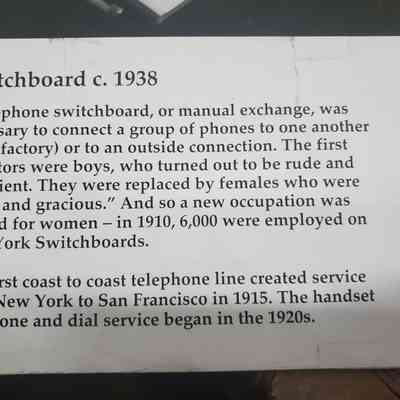 tchboard c. 1938
phone switchboard, or manual exchange, was
sary to connect a group of phones to one another
factory) or to an outside connection. The first
tors were boys, who turned out to be rude and
ient. They were replaced by females who were
and gracious.” And so a new occupation was
d for women – in 1910, 6,000 were employed on
York Switchboards.
rst coast to coast telephone line created service
New York to San Francisco in 1915. The handset
one and dial service began in the 1920s.